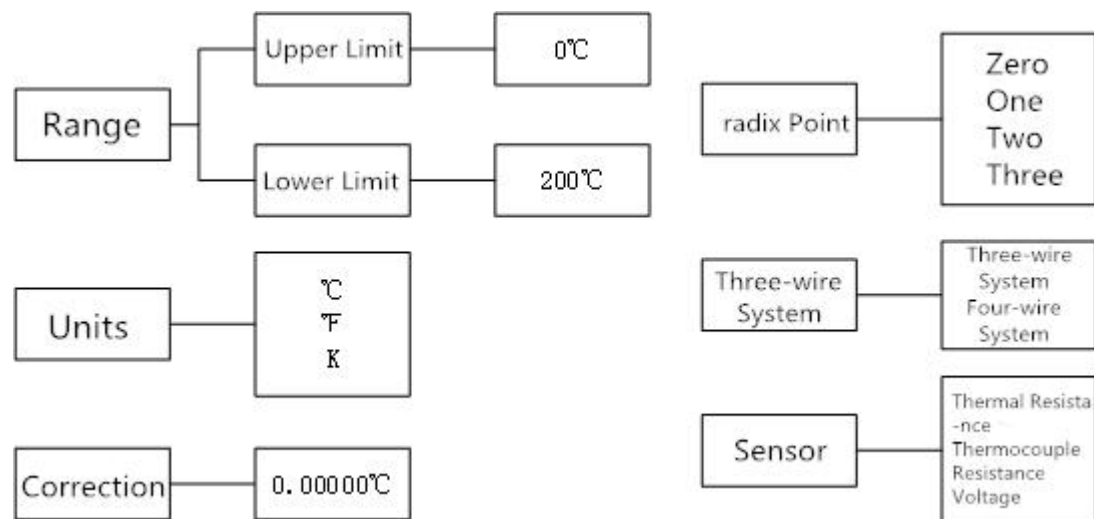 Range
Upper Limit
0℃
Lower Limit
200℃
Units
℃
℉
K
Correction
0.00000℃
radix Point
Zero
One
Two
Three
Three-wire
System
Three-wire
System
Four-wire
System
Sensor
Thermal Resista
-nce
Thermocouple
Resistance
Voltage